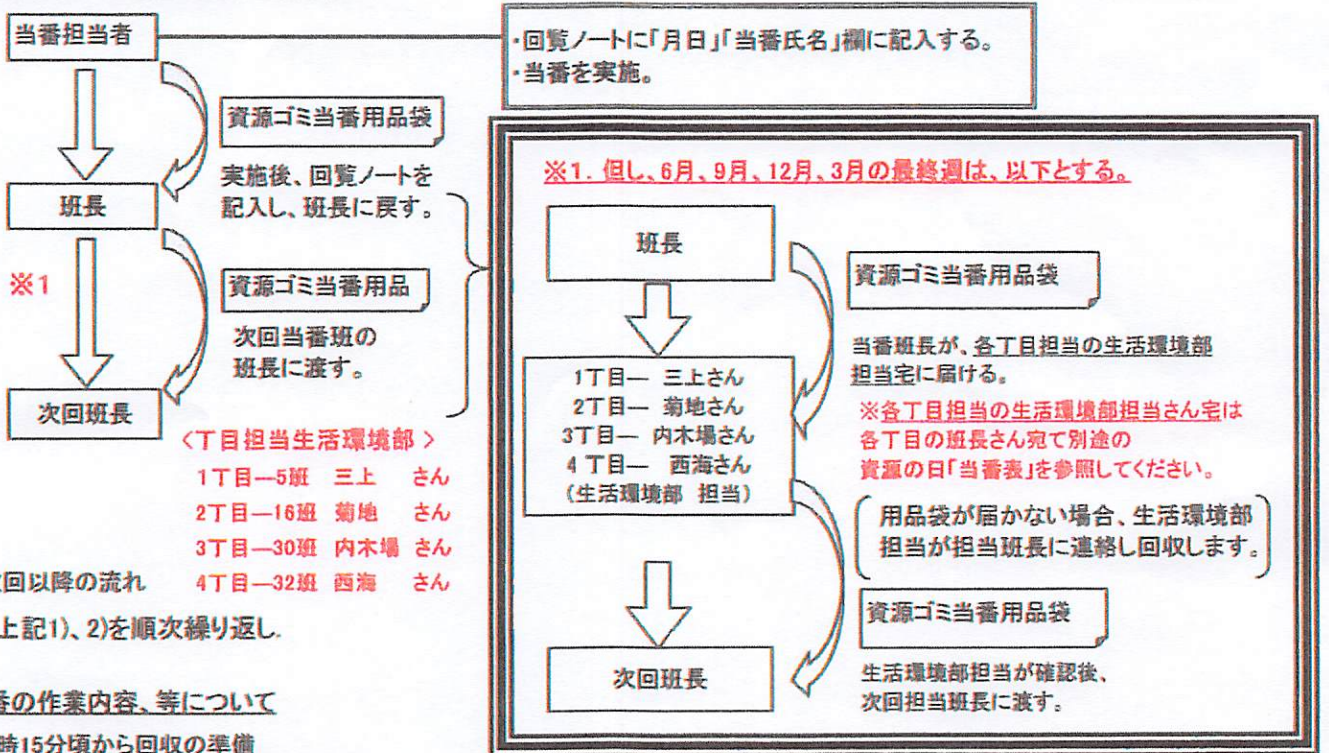 当番担当者
・回覧ノートに「月日」「当番氏名」欄に記入する。
・当番を実施。
資源ゴミ当番用品袋
実施後、回覧ノートを
記入し、班長に戻す。
班長
※1
資源ゴミ当番用品
次回当番班の
班長に渡す。
次回班長
<丁目担当生活環境部 >
1丁目―5班 三上 さん
2丁目―16班 菊地 さん
3丁目―30班 内木場 さん
4丁目―32班 西海 さん
回以降の流れ
上記1)、2)を順次繰り返し.
番の作業内容、等について
時15分頃から回収の準備
※1. 但し、6月、9月、12月、3月の最終週は、以下とする。
班長
資源ゴミ当番用品袋
当番班長が、各丁目担当の生活環境部
担当宅に届ける。
1丁目― 三上さん
2丁目― 菊地さん
3丁目― 内木場さん
4 丁目― 西海さん
(生活環境部 担当)
※各丁目担当の生活環境部担当さん宅は
各丁目の班長さん宛て別途の
資源の日「当番表」を参照してください。
用品袋が届かない場合、生活環境部
担当が担当班長に連絡し回収します。
資源ゴミ当番用品袋
生活環境部担当が確認後、
次回担当班長に渡す。
次回班長